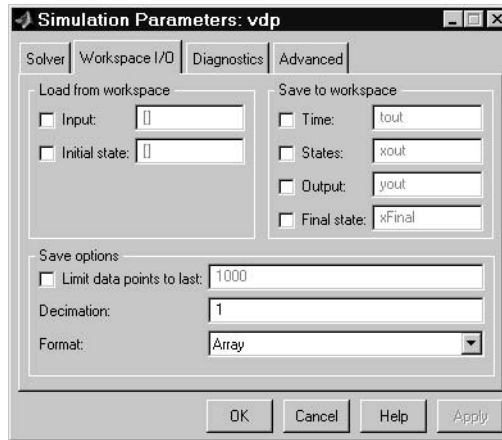 Simulation Parameters: vdp
Solver Workspace I/O Diagnostics Advanced
Load from workspace
Input: []
Initial state: []
Save to workspace
Time: tout
States: xout
Output: yout
Final state: xFinal
Save options
Limit data points to last: 1000
Decimation: 1
Format: Array
OK Cancel Help Apply